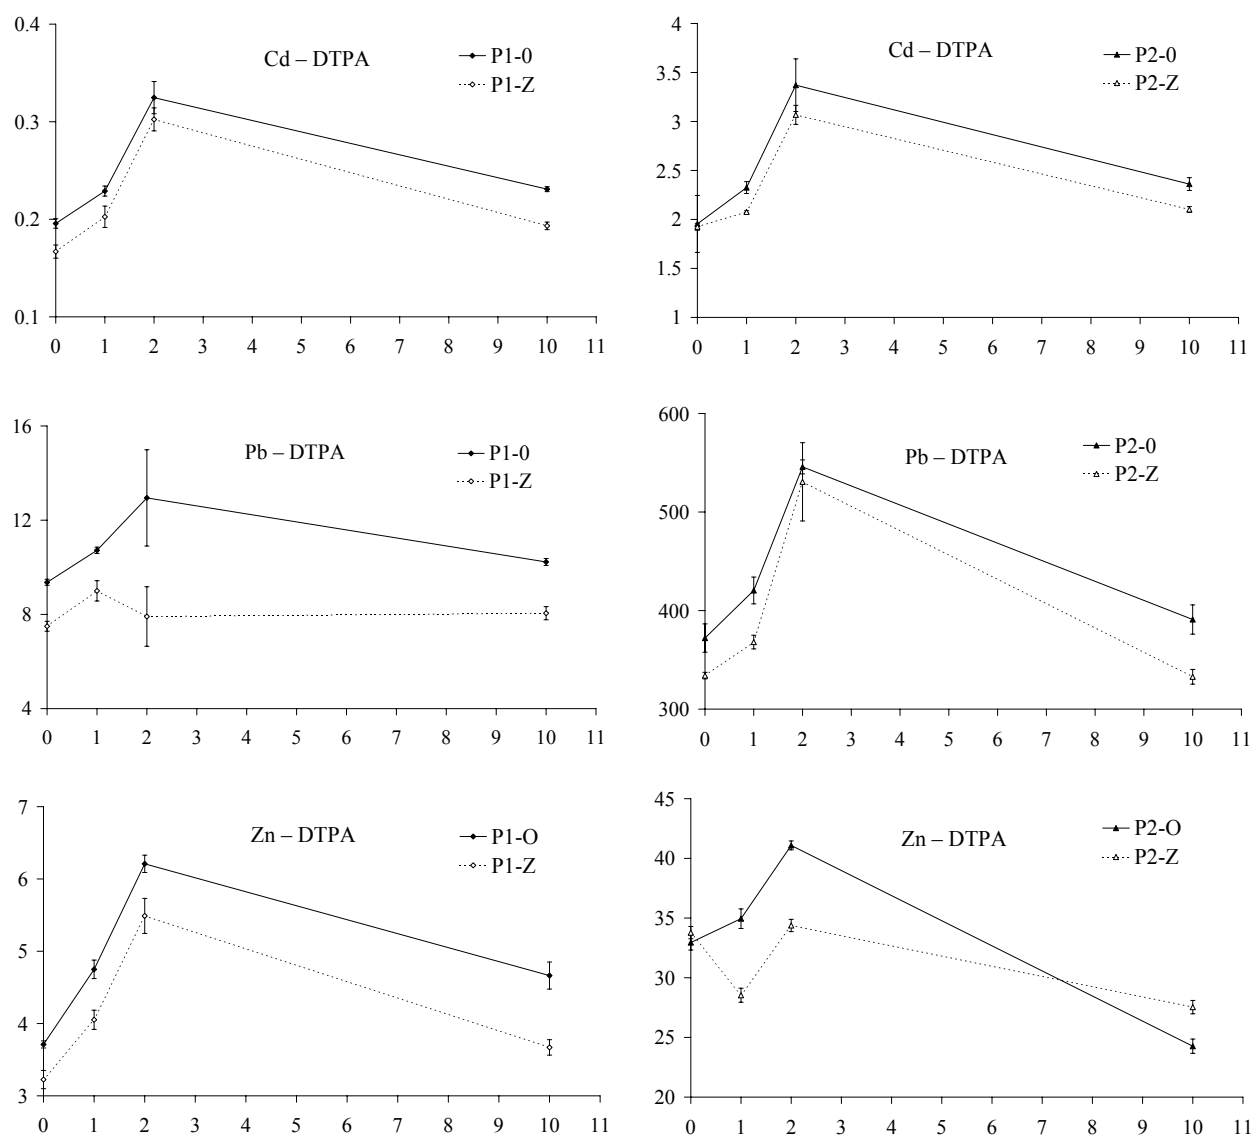 0.4
0.3
0.2
0.1
Cd – DTPA
P1-0
P1-Z
0 1 2 3 4 5 6 7 8 9 10 11
4
3.5
3
2.5
2
1.5
1
Cd – DTPA
P2-0
P2-Z
0 1 2 3 4 5 6 7 8 9 10 11
16
12
8
4
Pb – DTPA
P1-0
P1-Z
0 1 2 3 4 5 6 7 8 9 10 11
600
500
400
300
Pb – DTPA
P2-0
P2-Z
0 1 2 3 4 5 6 7 8 9 10 11
7
6
5
4
3
Zn – DTPA
P1-O
P1-Z
0 1 2 3 4 5 6 7 8 9 10 11
45
40
35
30
25
20
Zn – DTPA
P2-O
P2-Z
0 1 2 3 4 5 6 7 8 9 10 11